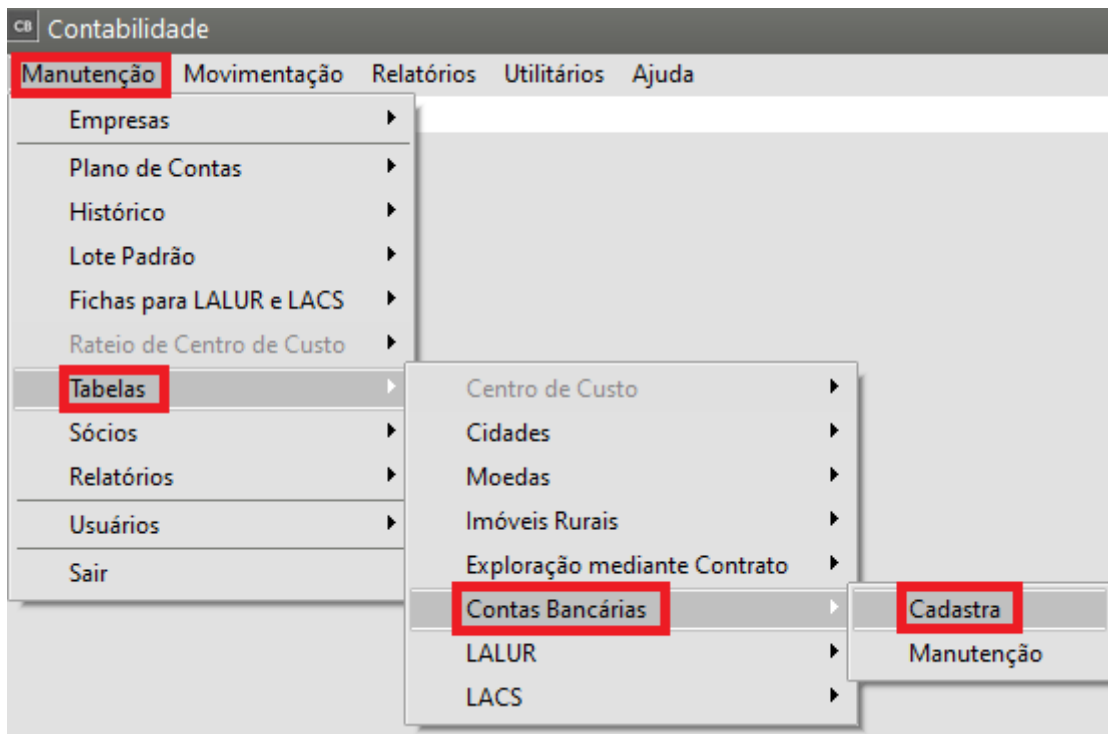 CB Contabilidade
Manutenção Movimentação Relatórios Utilitários Ajuda
Empresas
Plano de Contas
Histórico
Lote Padrão
Fichas para LALUR e LACS
Rateio de Centro de Custo
Tabelas
Sócios
Relatórios
Usuários
Sair
Centro de Custo
Cidades
Moedas
Imóveis Rurais
Exploração mediante Contrato
Contas Bancárias
LALUR
LACS
Cadastra
Manutenção